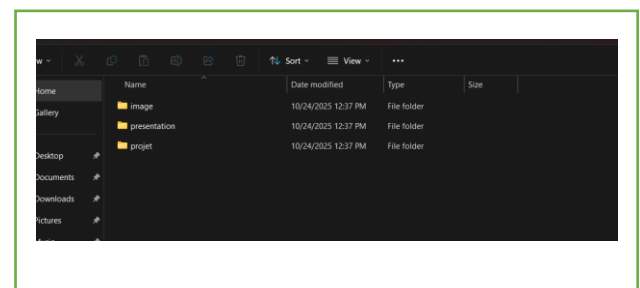 w Sort View ...
Name Date modified Type Size
Home
Gallery
image 10/24/2025 12:37 PM File folder
presentation 10/24/2025 12:37 PM File folder
projet 10/24/2025 12:37 PM File folder
Desktop
Documents
Downloads
Pictures